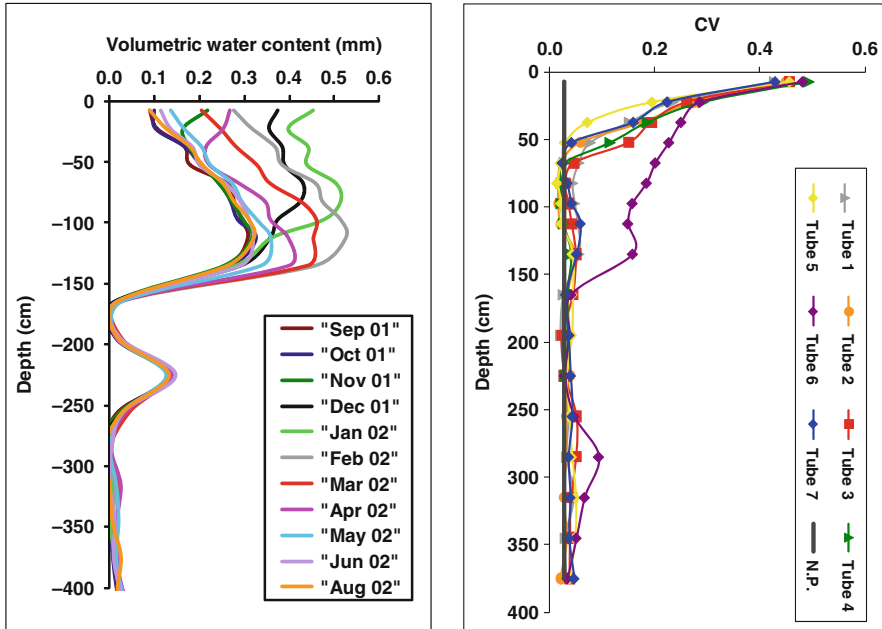 Volumetric water content (mm)
0.0 0.1 0.2 0.3 0.4 0.5 0.6
0
−50
−100
−150
−200
−250
−300
−350
−400
Depth (cm)
"Sep 01"
"Oct 01"
"Nov 01"
"Dec 01"
"Jan 02"
"Feb 02"
"Mar 02"
"Apr 02"
"May 02"
"Jun 02"
"Aug 02"
CV
0.0 0.2 0.4 0.6
0
50
100
150
200
250
300
350
400
Depth (cm)
Tube 1
Tube 2
Tube 3
Tube 4
Tube 5
Tube 6
Tube 7
N.P.